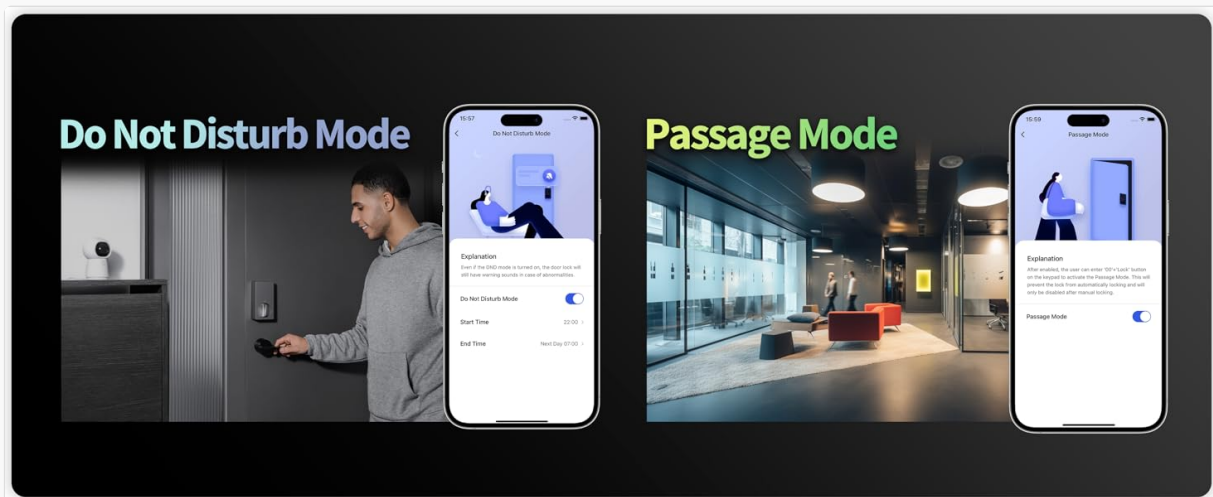 Do Not Disturb Mode
15:57
Do Not Disturb Mode
Explanation
Even if the DND mode is turned on, the door lock will
still have warning sounds in case of abnormalities.
Do Not Disturb Mode
Start Time
22:00
End Time
Next Day 07:00
Passage Mode
15:59
Passage Mode
Explanation
After enabled, the user can enter '00'+'Lock' button
on the keypad to activate the Passage Mode. This will
prevent the lock from automatically locking and will
only be disabled after manual locking.
Passage Mode